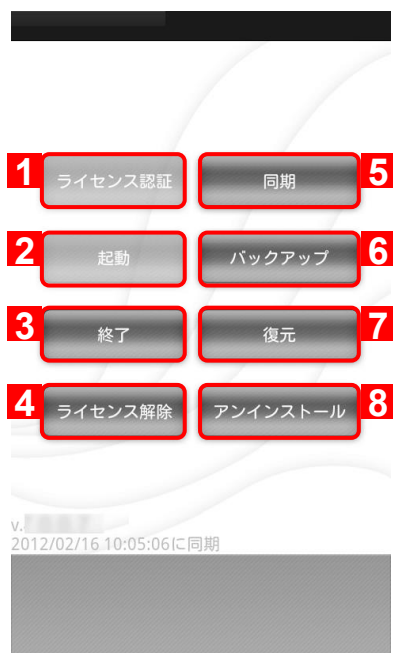 1 ライセンス認証
同期 5
2 起動
バックアップ 6
3 終了
復元 7
4 ライセンス解除
アンインストール 8
v.
2012/02/16 10:05:06に同期